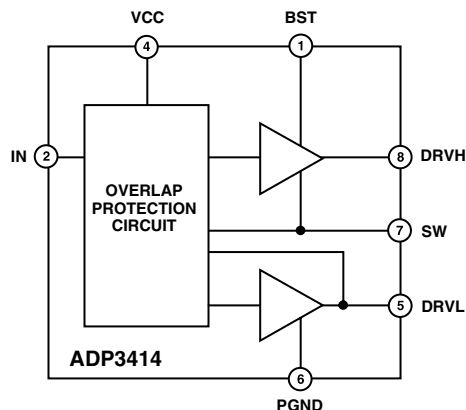 VCC
BST
4
1
IN
2
8
DRVH
OVERLAP
PROTECTION
CIRCUIT
7
SW
5
DRVL
ADP3414
6
PGND